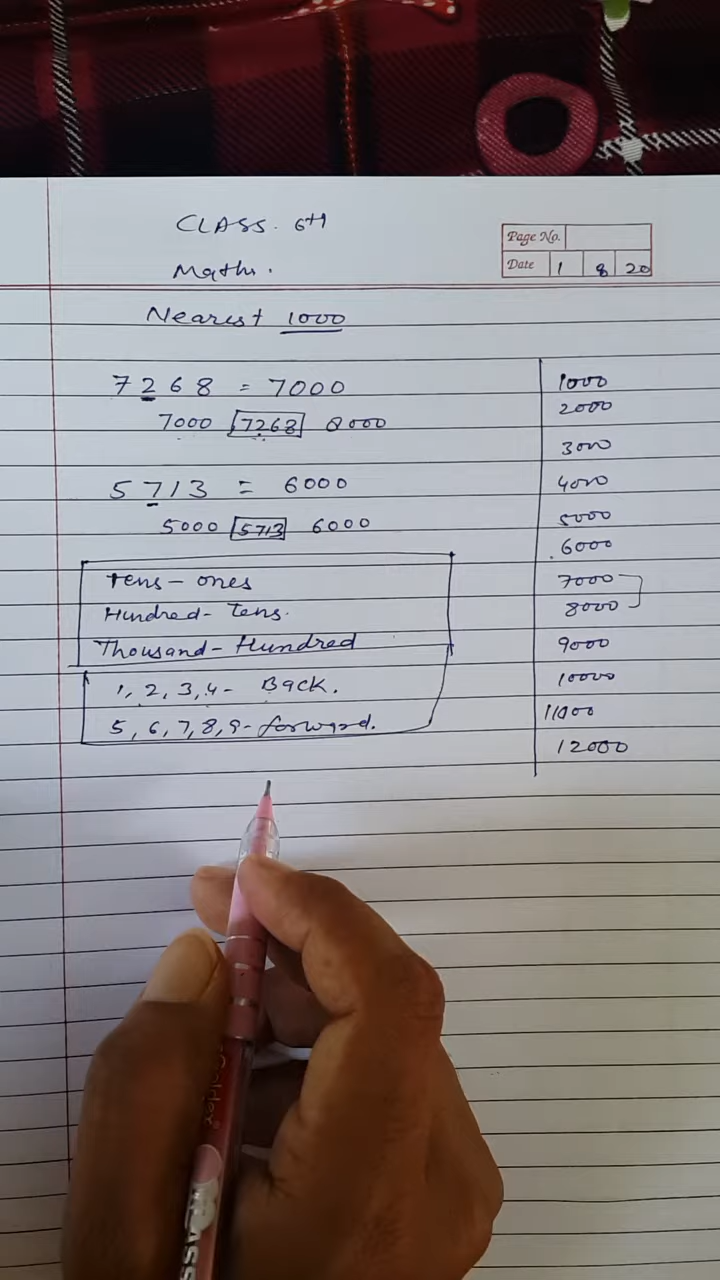 CLASS. 6th
Maths.
Page No.
Date 1 8 20
Nearest 1000
7268 = 7000
7000 7268 8000
5713 = 6000
5000 5713 6000
Tens - ones
Hundred - Tens.
Thousand - Hundred
1, 2, 3, 4 - Back.
5, 6, 7, 8, 9 - forward.
1000
2000
3000
4000
5000
6000
7000
8000
9000
10000
11000
12000